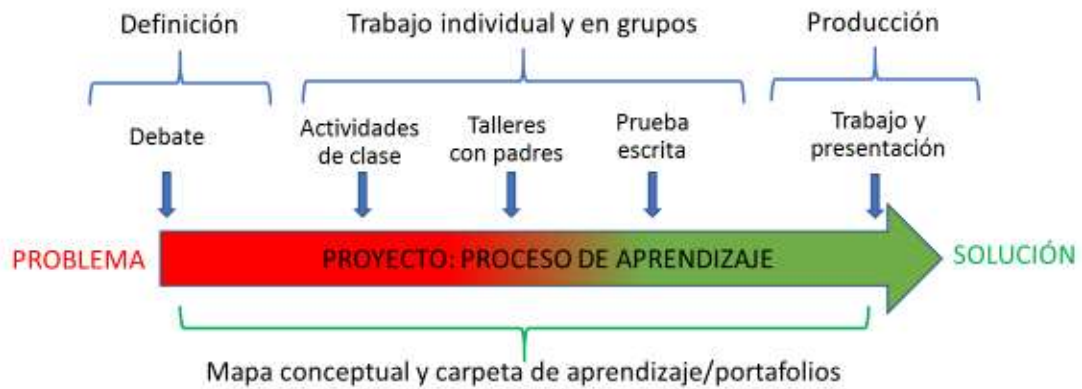 Definición
Trabajo individual y en grupos
Producción
Debate
Actividades
de clase
Talleres
con padres
Prueba
escrita
Trabajo y
presentación
PROBLEMA
PROYECTO: PROCESO DE APRENDIZAJE
SOLUCIÓN
Mapa conceptual y carpeta de aprendizaje/portafolios